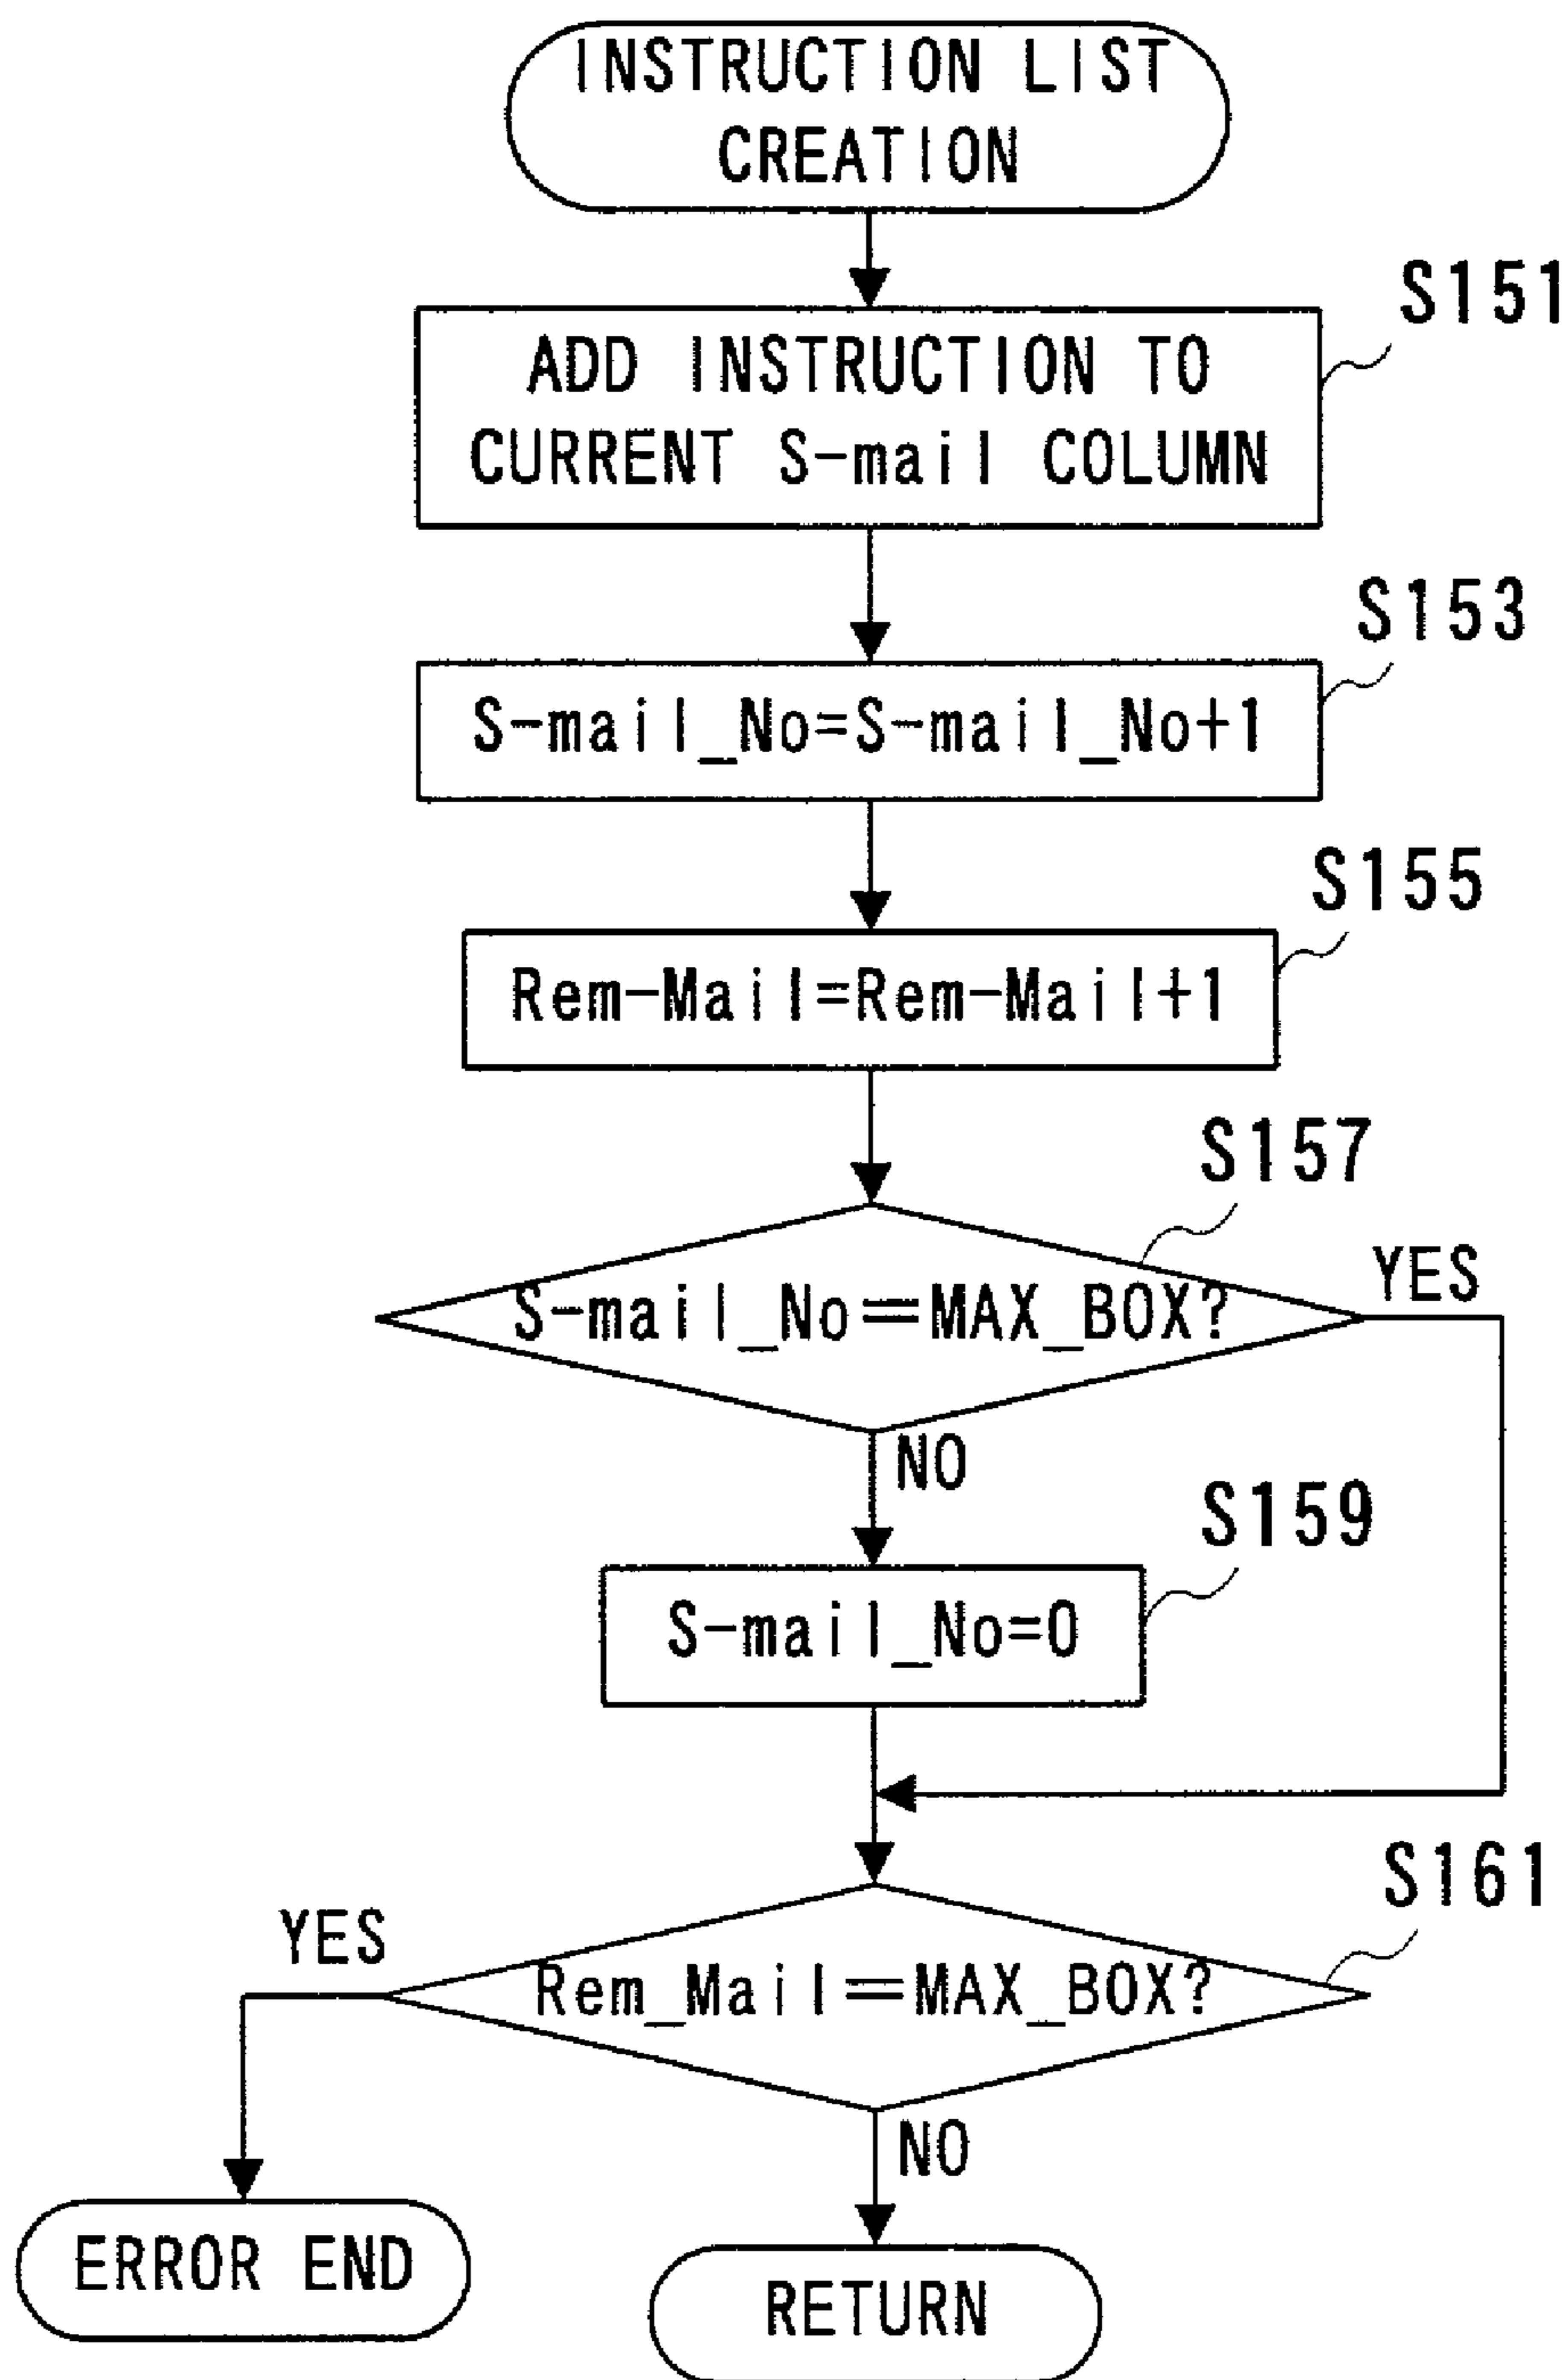 INSTRUCTION LIST
CREATION
S151
ADD INSTRUCTION TO
CURRENT S-mail COLUMN
S153
S-mail_No=S-mail_No+1
S155
Rem-Mail=Rem-Mail+1
S157
S-mail_No=MAX_BOX?
YES
NO
S159
S-mail_No=0
S161
YES
Rem_Mail=MAX_BOX?
NO
ERROR END
RETURN